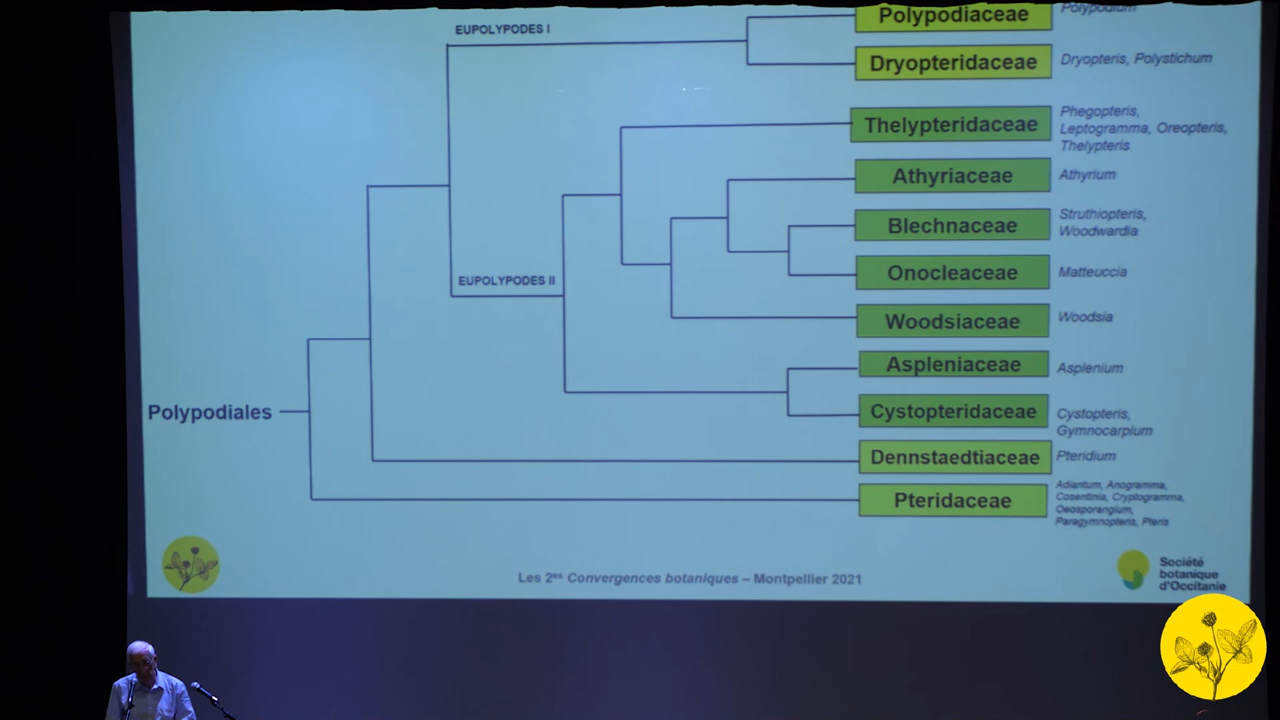 EUPOLYPODES I
Polypodiaceae
Polypodium
Dryopteridaceae
Dryopteris, Polystichum
Thelypteridaceae
Phegopteris,
Leptogramma, Oreopteris,
Thelypteris
Athyriaceae
Athyrium
Blechnaceae
Struthiopteris,
Woodwardia
EUPOLYPODES II
Onocleaceae
Matteuccia
Woodsiaceae
Woodsia
Aspleniaceae
Asplenium
Polypodiales
Cystopteridaceae
Cystopteris,
Gymnocarpium
Dennstaedtiaceae
Pteridium
Pteridaceae
Adiantum, Anogramma,
Cosentinia, Cryptogramma,
Oeosporangium,
Paragymnopteris, Pteris
Les 2es Convergences botaniques – Montpellier 2021
Société
botanique
d'Occitanie